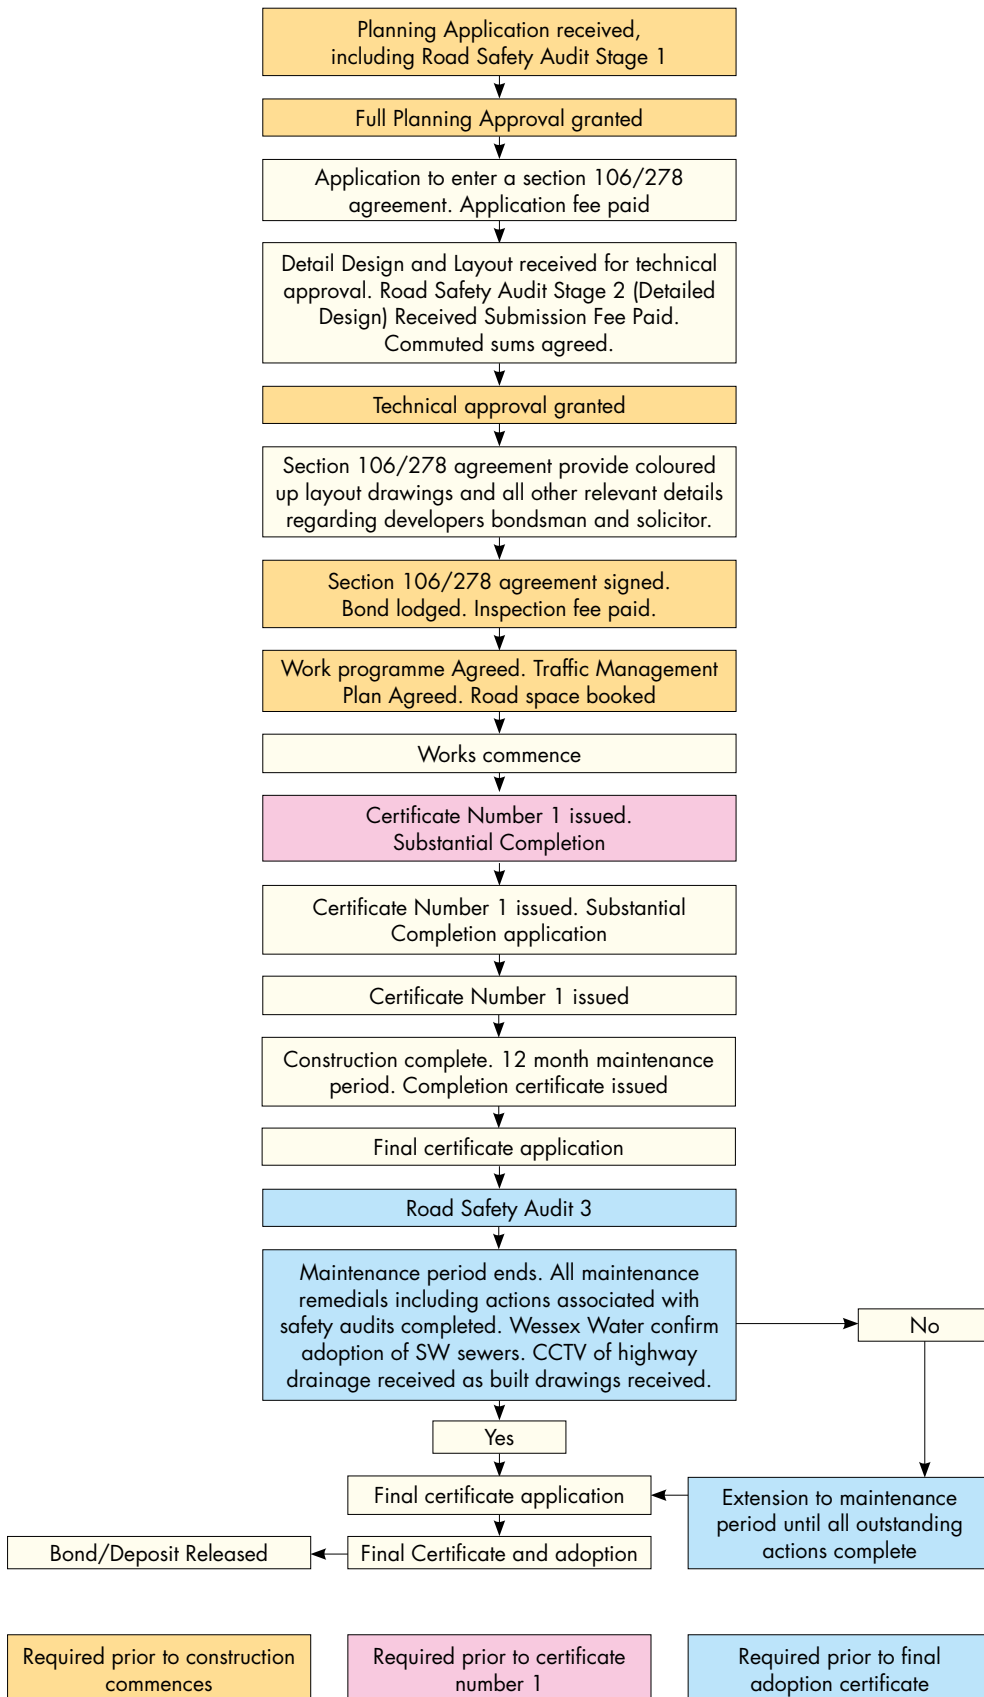 Planning Application received,
including Road Safety Audit Stage 1
Full Planning Approval granted
Application to enter a section 106/278
agreement. Application fee paid
Detail Design and Layout received for technical
approval. Road Safety Audit Stage 2 (Detailed
Design) Received Submission Fee Paid.
Commuted sums agreed.
Technical approval granted
Section 106/278 agreement provide coloured
up layout drawings and all other relevant details
regarding developers bondsman and solicitor.
Section 106/278 agreement signed.
Bond lodged. Inspection fee paid.
Work programme Agreed. Traffic Management
Plan Agreed. Road space booked
Works commence
Certificate Number 1 issued.
Substantial Completion
Certificate Number 1 issued. Substantial
Completion application
Certificate Number 1 issued
Construction complete. 12 month maintenance
period. Completion certificate issued
Final certificate application
Road Safety Audit 3
Maintenance period ends. All maintenance
remedials including actions associated with
safety audits completed. Wessex Water confirm
adoption of SW sewers. CCTV of highway
drainage received as built drawings received.
No
Yes
Final certificate application
Extension to maintenance
period until all outstanding
actions complete
Final Certificate and adoption
Bond/Deposit Released
Required prior to construction
commences
Required prior to certificate
number 1
Required prior to final
adoption certificate